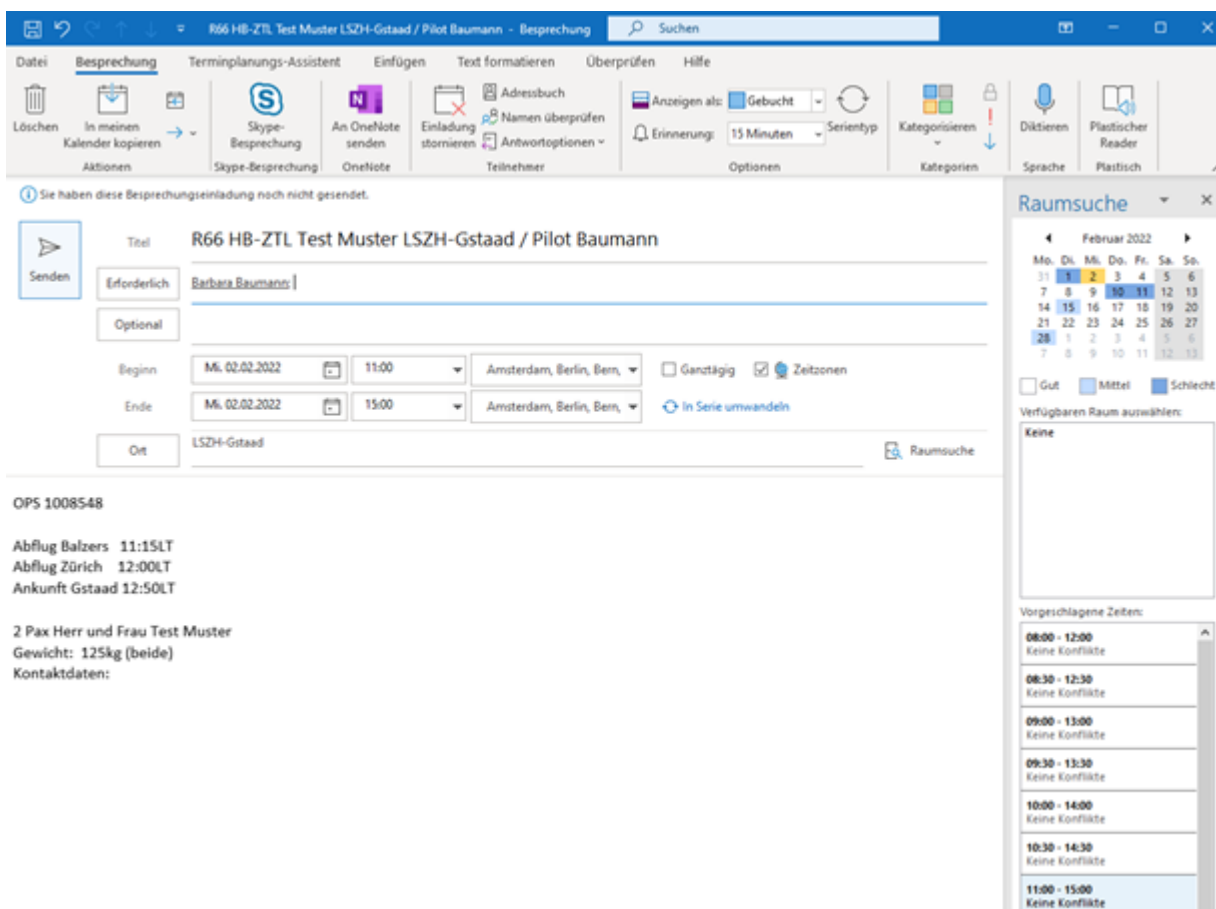 R66 HB-ZTL Test Muster LSZH-Gstaad / Pilot Baumann - Besprechung
Suchen
Datei Besprechung Terminplanungs-Assistent Einfügen Text formatieren Überprüfen Hilfe
Löschen
In meinen Kalender kopieren
Aktionen
Skype-Besprechung
Skype-Besprechung
An OneNote senden
OneNote
Einladung stornieren
Adressbuch
Namen überprüfen
Antwortoptionen
Teilnehmer
Anzeigen als: Gebucht
Erinnerung: 15 Minuten
Serientyp
Optionen
Kategorisieren
Kategorien
Diktieren
Sprache
Plastischer Reader
Plastisch
Sie haben diese Besprechungseinladung noch nicht gesendet.
Senden
Titel R66 HB-ZTL Test Muster LSZH-Gstaad / Pilot Baumann
Erforderlich Barbara Baumann;
Optional
Beginn Mi. 02.02.2022 11:00 Amsterdam, Berlin, Bern, Ganztägig Zeitzonen
Ende Mi. 02.02.2022 15:00 Amsterdam, Berlin, Bern, In Serie umwandeln
Ort LSZH-Gstaad Raumsuche
OPS 1008548
Abflug Balzers 11:15LT
Abflug Zürich 12:00LT
Ankunft Gstaad 12:50LT
2 Pax Herr und Frau Test Muster
Gewicht: 125kg (beide)
Kontaktdaten:
Raumsuche
Februar 2022
Mo. Di. Mi. Do. Fr. Sa. So.
31 1 2 3 4 5 6
7 8 9 10 11 12 13
14 15 16 17 18 19 20
21 22 23 24 25 26 27
28 1 2 3 4 5 6
7 8 9 10 11 12 13
Gut Mittel Schlecht
Verfügbaren Raum auswählen:
Keine
Vorgeschlagene Zeiten:
08:00 - 12:00
Keine Konflikte
08:30 - 12:30
Keine Konflikte
09:00 - 13:00
Keine Konflikte
09:30 - 13:30
Keine Konflikte
10:00 - 14:00
Keine Konflikte
10:30 - 14:30
Keine Konflikte
11:00 - 15:00
Keine Konflikte